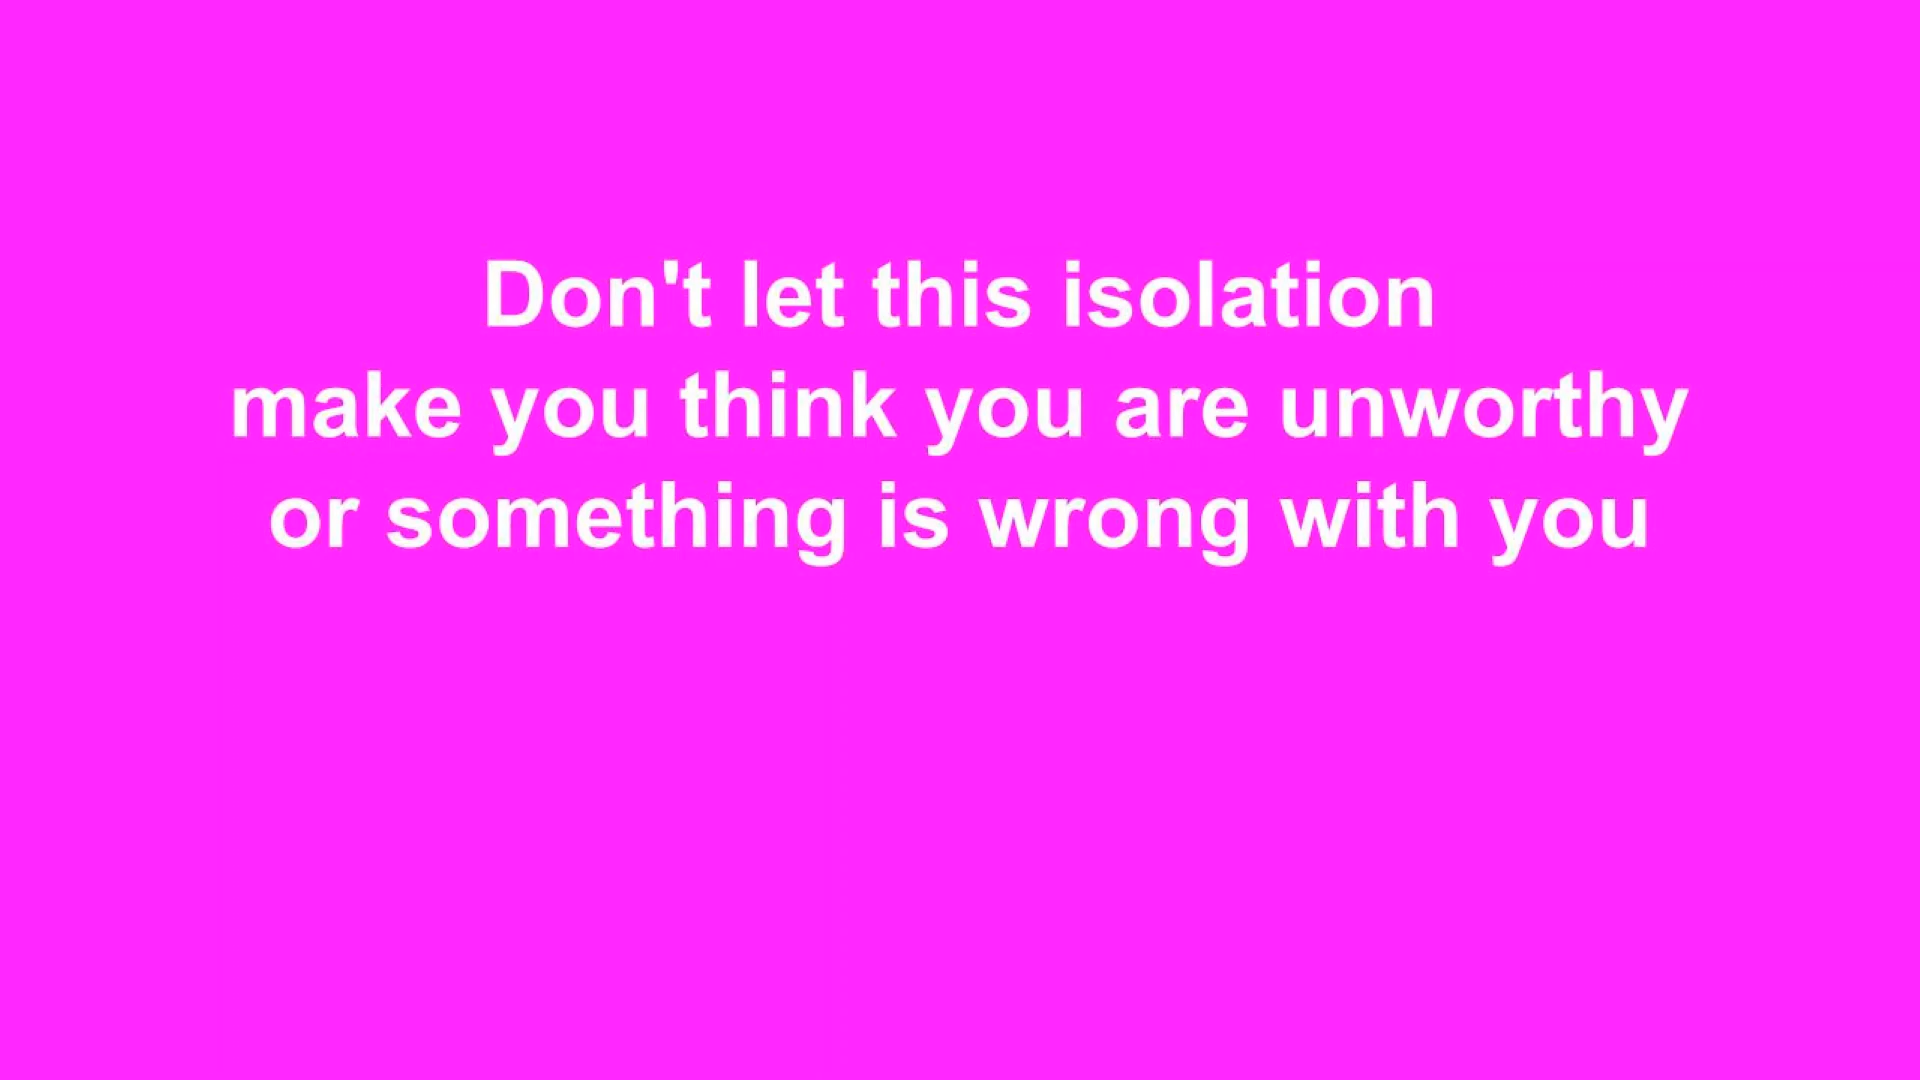 Don't let this isolation
make you think you are unworthy
or something is wrong with you